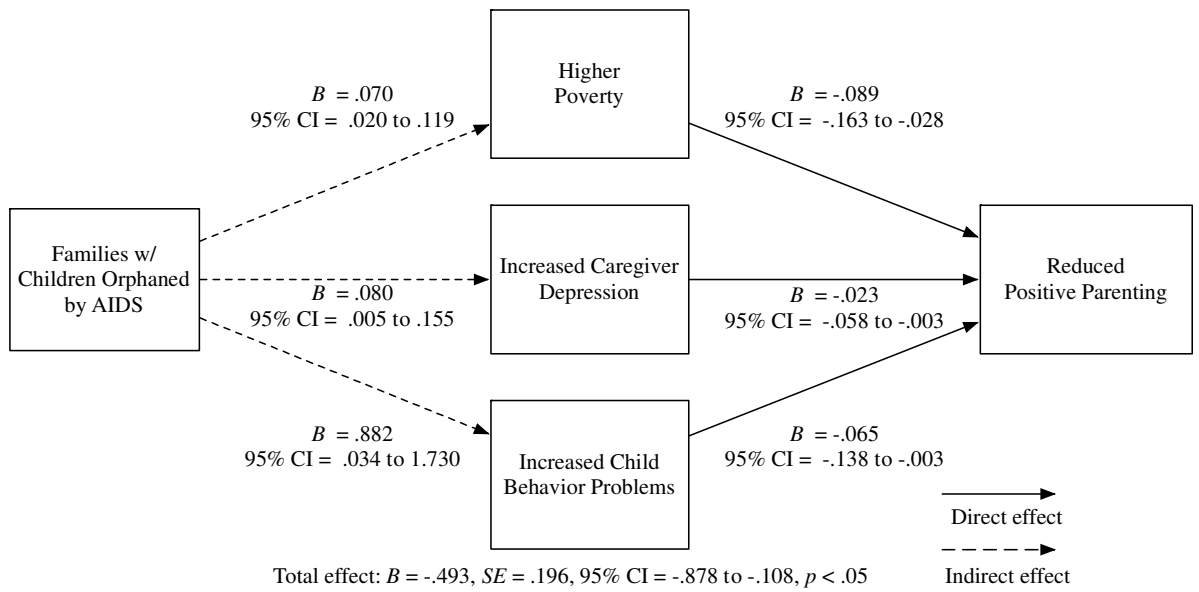 Higher
Poverty
B = .070
95% CI = .020 to .119
B = -.089
95% CI = -.163 to -.028
Families w/
Children Orphaned
by AIDS
Increased Caregiver
Depression
Reduced
Positive Parenting
B = .080
95% CI = .005 to .155
B = -.023
95% CI = -.058 to -.003
B = .882
95% CI = .034 to 1.730
Increased Child
Behavior Problems
B = -.065
95% CI = -.138 to -.003
Direct effect
Indirect effect
Total effect: B = -.493, SE = .196, 95% CI = -.878 to -.108, p < .05